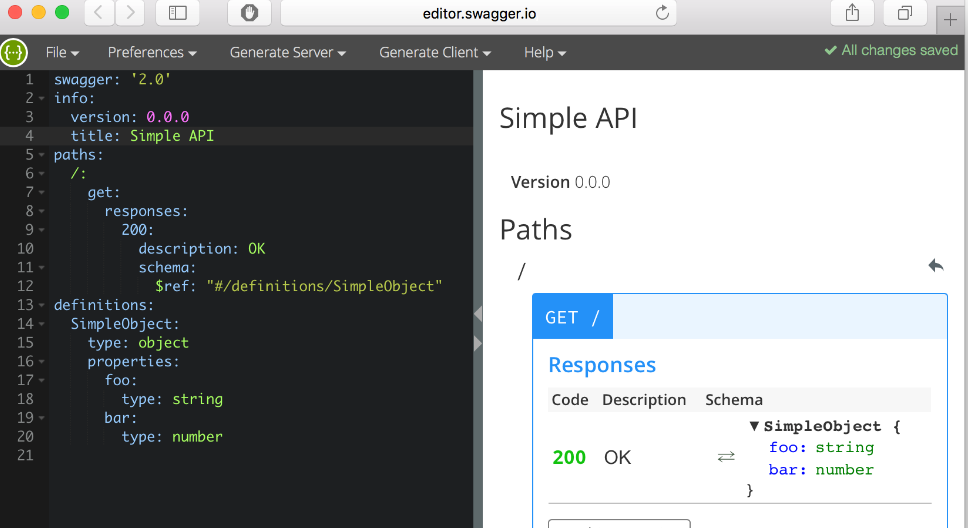 editor.swagger.io
{··}
File Preferences Generate Server Generate Client Help All changes saved
1 swagger: '2.0'
2 info:
3 version: 0.0.0
4 title: Simple API
5 paths:
6 /:
7 get:
8 responses:
9 200:
10 description: OK
11 schema:
12 $ref: "#/definitions/SimpleObject"
13 definitions:
14 SimpleObject:
15 type: object
16 properties:
17 foo:
18 type: string
19 bar:
20 type: number
21
Simple API
Version 0.0.0
Paths
/
GET /
Responses
Code Description Schema
200 OK
SimpleObject {
foo: string
bar: number
}